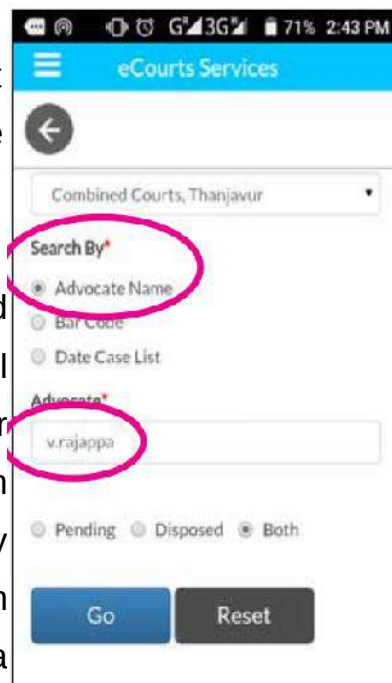 G 3G 71% 2:43 PM
eCourts Services
Combined Courts, Thanjavur
Search By*
Advocate Name
Bar Code
Date Case List
Advocate*
v.rajappa
Pending Disposed Both
Go Reset